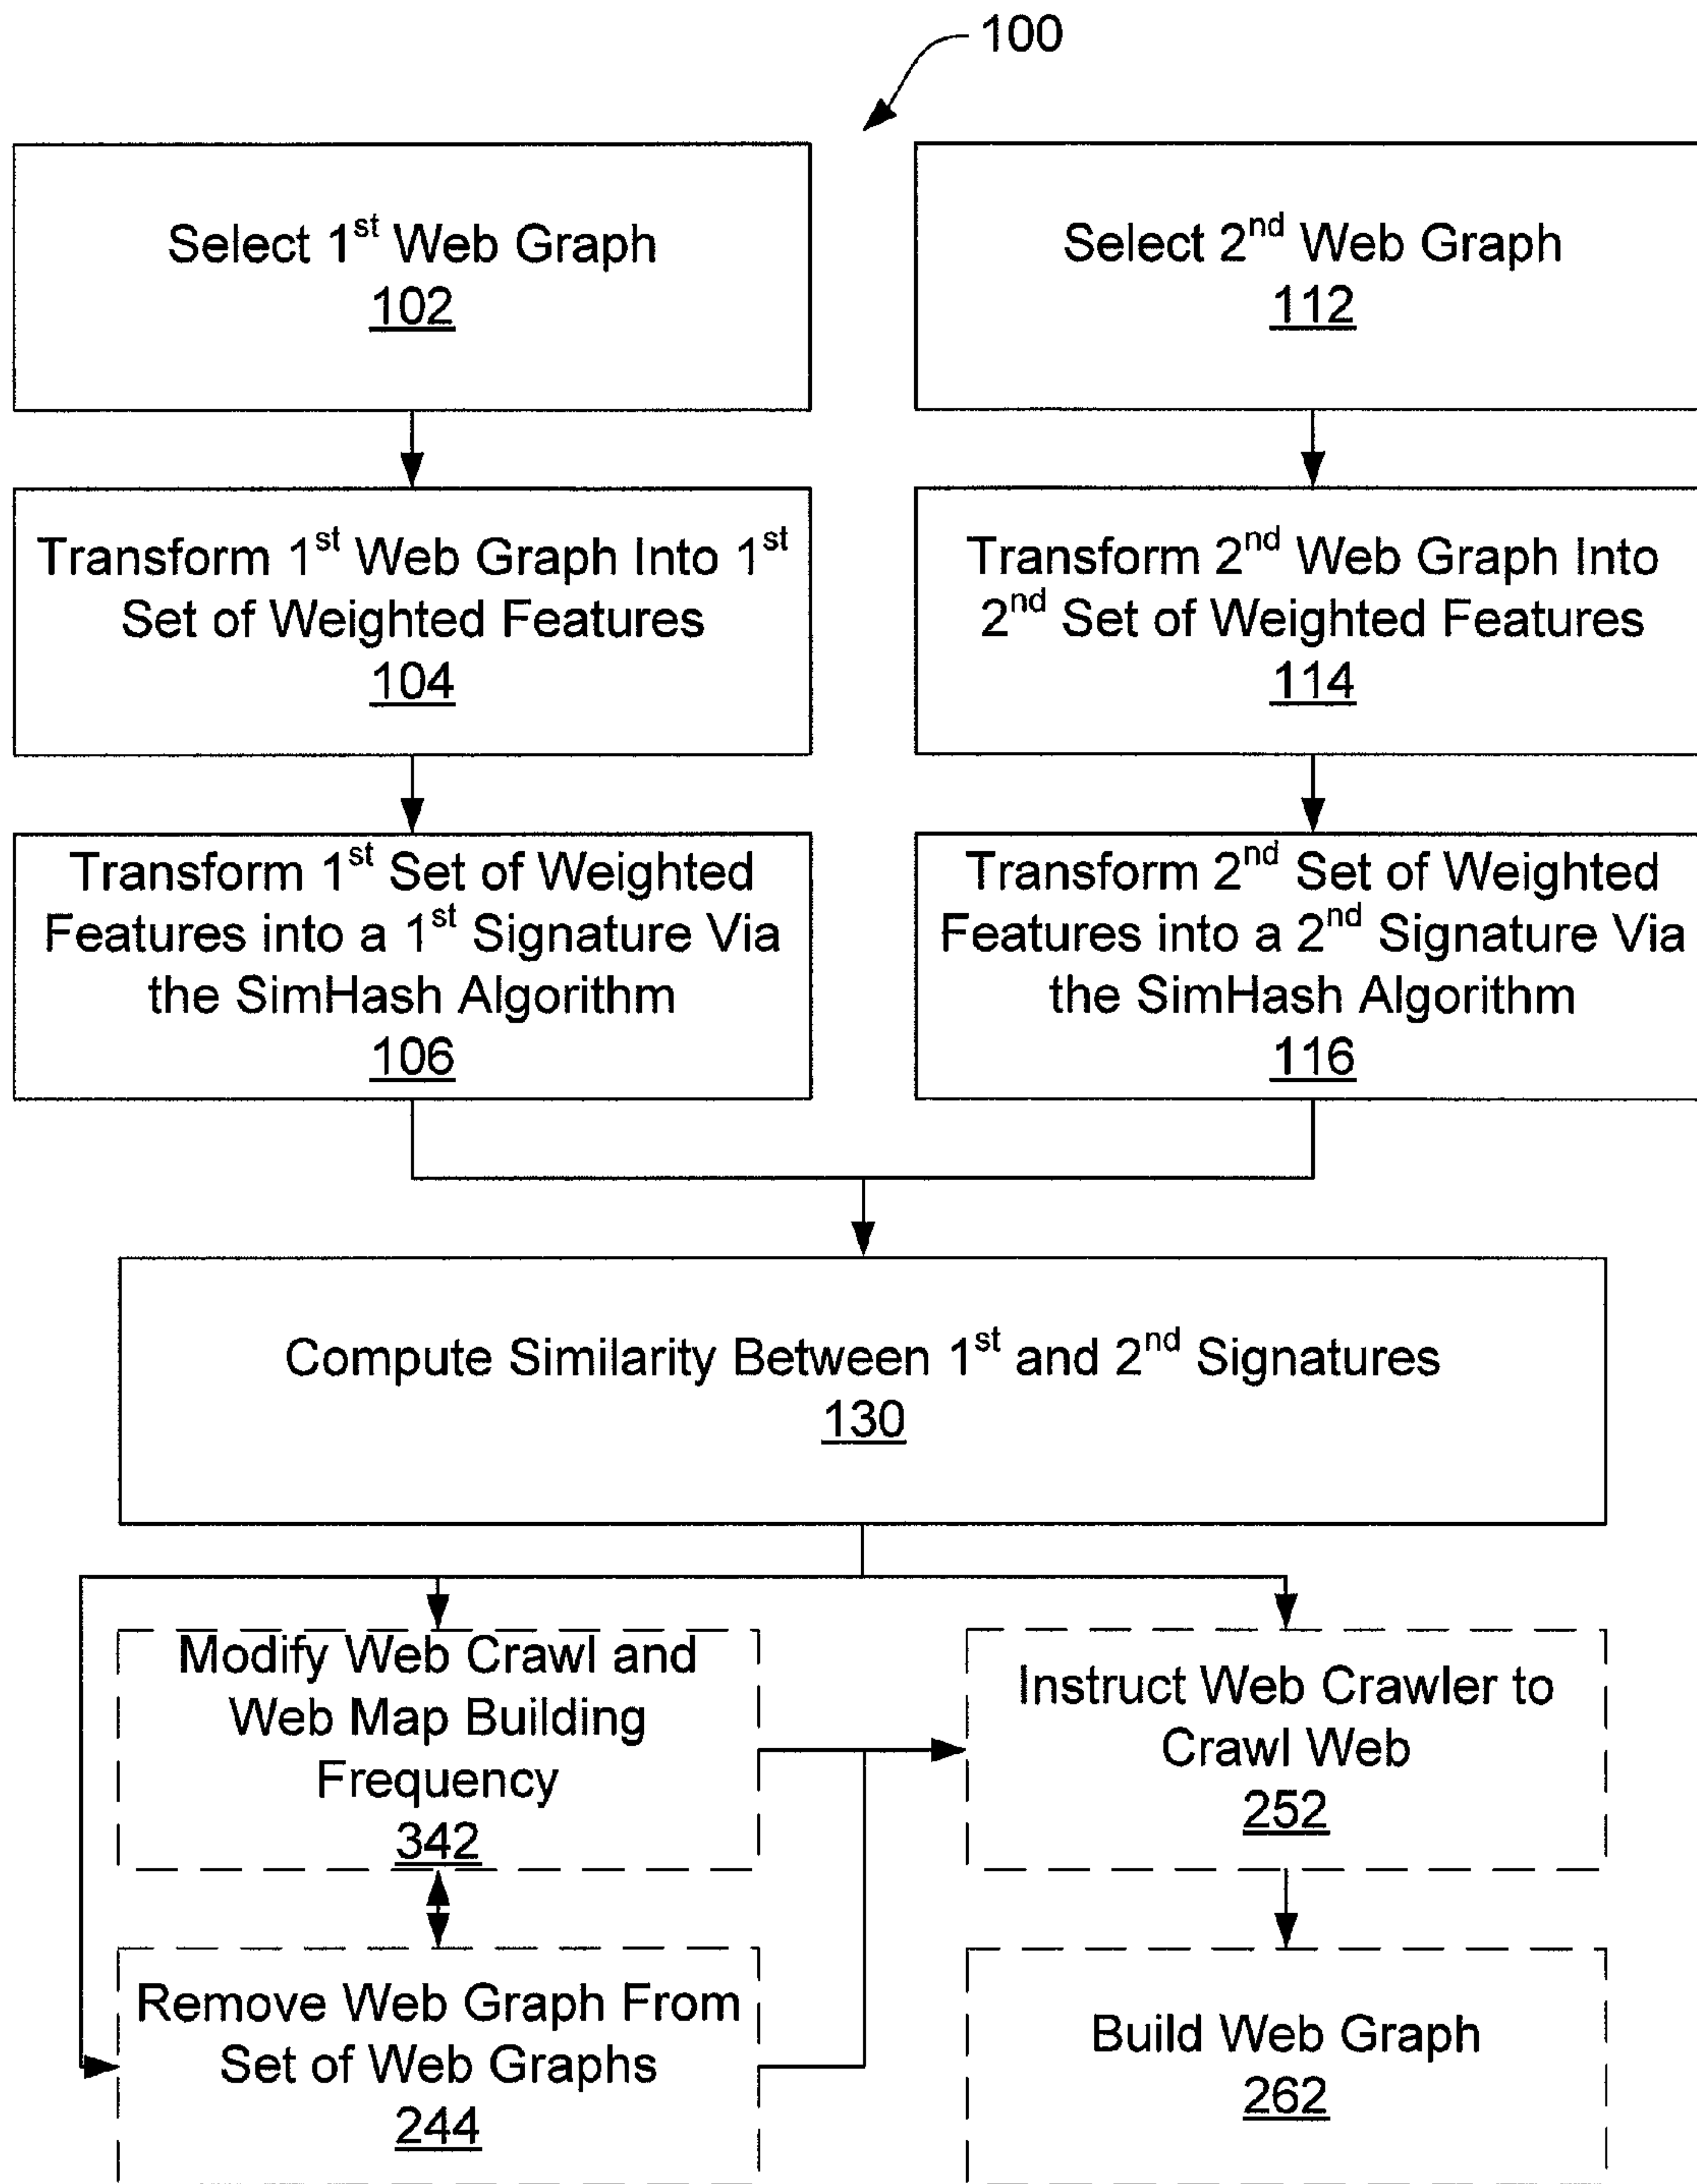 100
Select 1st Web Graph
102
Select 2nd Web Graph
112
Transform 1st Web Graph Into 1st
Set of Weighted Features
104
Transform 2nd Web Graph Into
2nd Set of Weighted Features
114
Transform 1st Set of Weighted
Features into a 1st Signature Via
the SimHash Algorithm
106
Transform 2nd Set of Weighted
Features into a 2nd Signature Via
the SimHash Algorithm
116
Compute Similarity Between 1st and 2nd Signatures
130
Modify Web Crawl and
Web Map Building
Frequency
342
Instruct Web Crawler to
Crawl Web
252
Remove Web Graph From
Set of Web Graphs
244
Build Web Graph
262